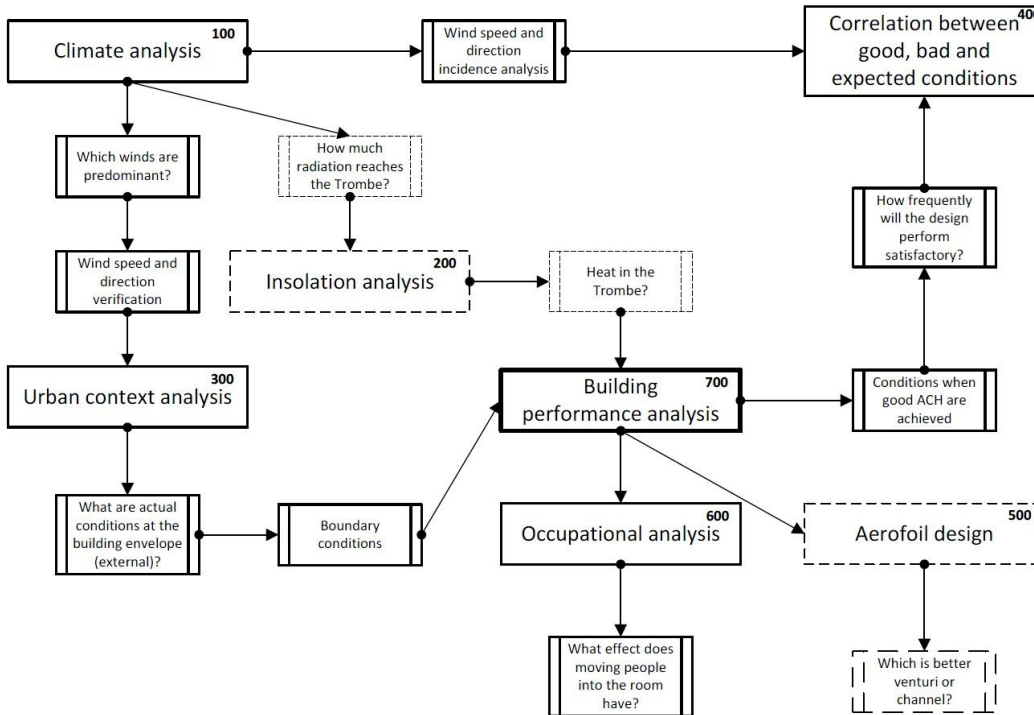 100
Climate analysis
Wind speed and
direction
incidence analysis
400
Correlation between
good, bad and
expected conditions
Which winds are
predominant?
How much
radiation reaches
the Trombe?
How frequently
will the design
perform
satisfactory?
Wind speed and
direction
verification
200
Insolation analysis
Heat in the
Trombe?
300
Urban context analysis
700
Building
performance analysis
Conditions when
good ACH are
achieved
What are actual
conditions at the
building envelope
(external)?
Boundary
conditions
600
Occupational analysis
500
Aerofoil design
What effect does
moving people
into the room
have?
Which is better
venturi or
channel?